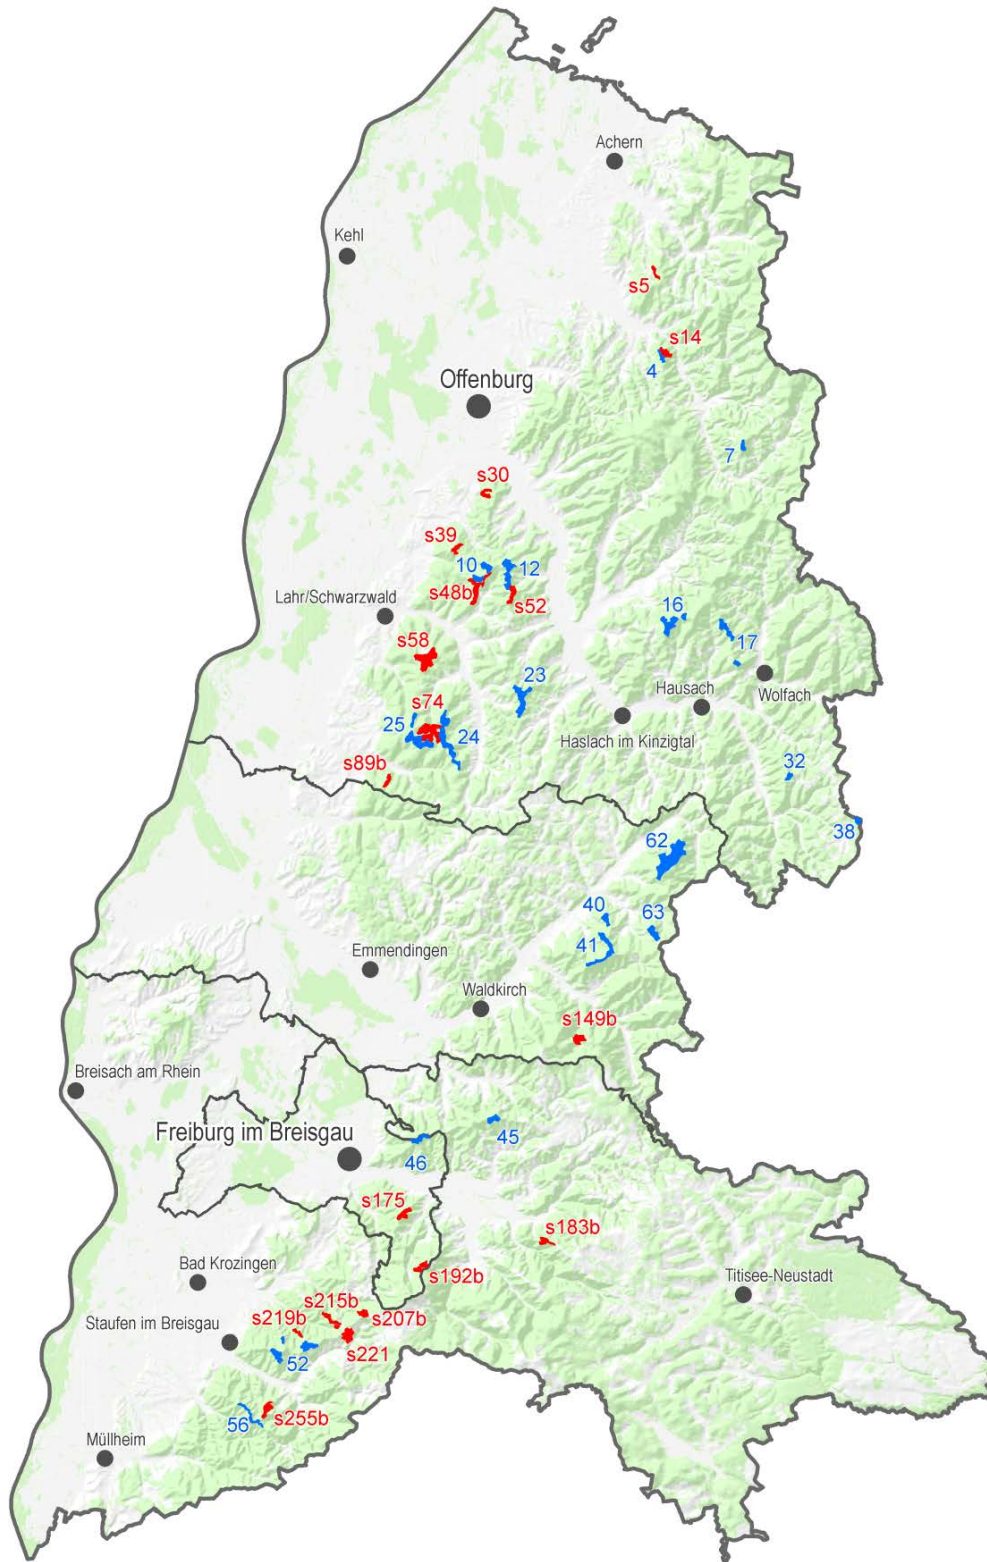 Achern
Kehl
s5
s14
4
Offenburg
7
s30
s39
10
12
s48b
s52
Lahr/Schwarzwald
16
s58
17
23
Wolfach
Hausach
s74
Haslach im Kinzigtal
25
24
s89b
32
38
62
40
63
41
Emmendingen
Waldkirch
s149b
Breisach am Rhein
45
Freiburg im Breisgau
46
s175
s183b
s192b
Bad Krozingen
Titisee-Neustadt
s215b
s207b
s219b
Staufen im Breisgau
s221
52
s255b
56
Müllheim